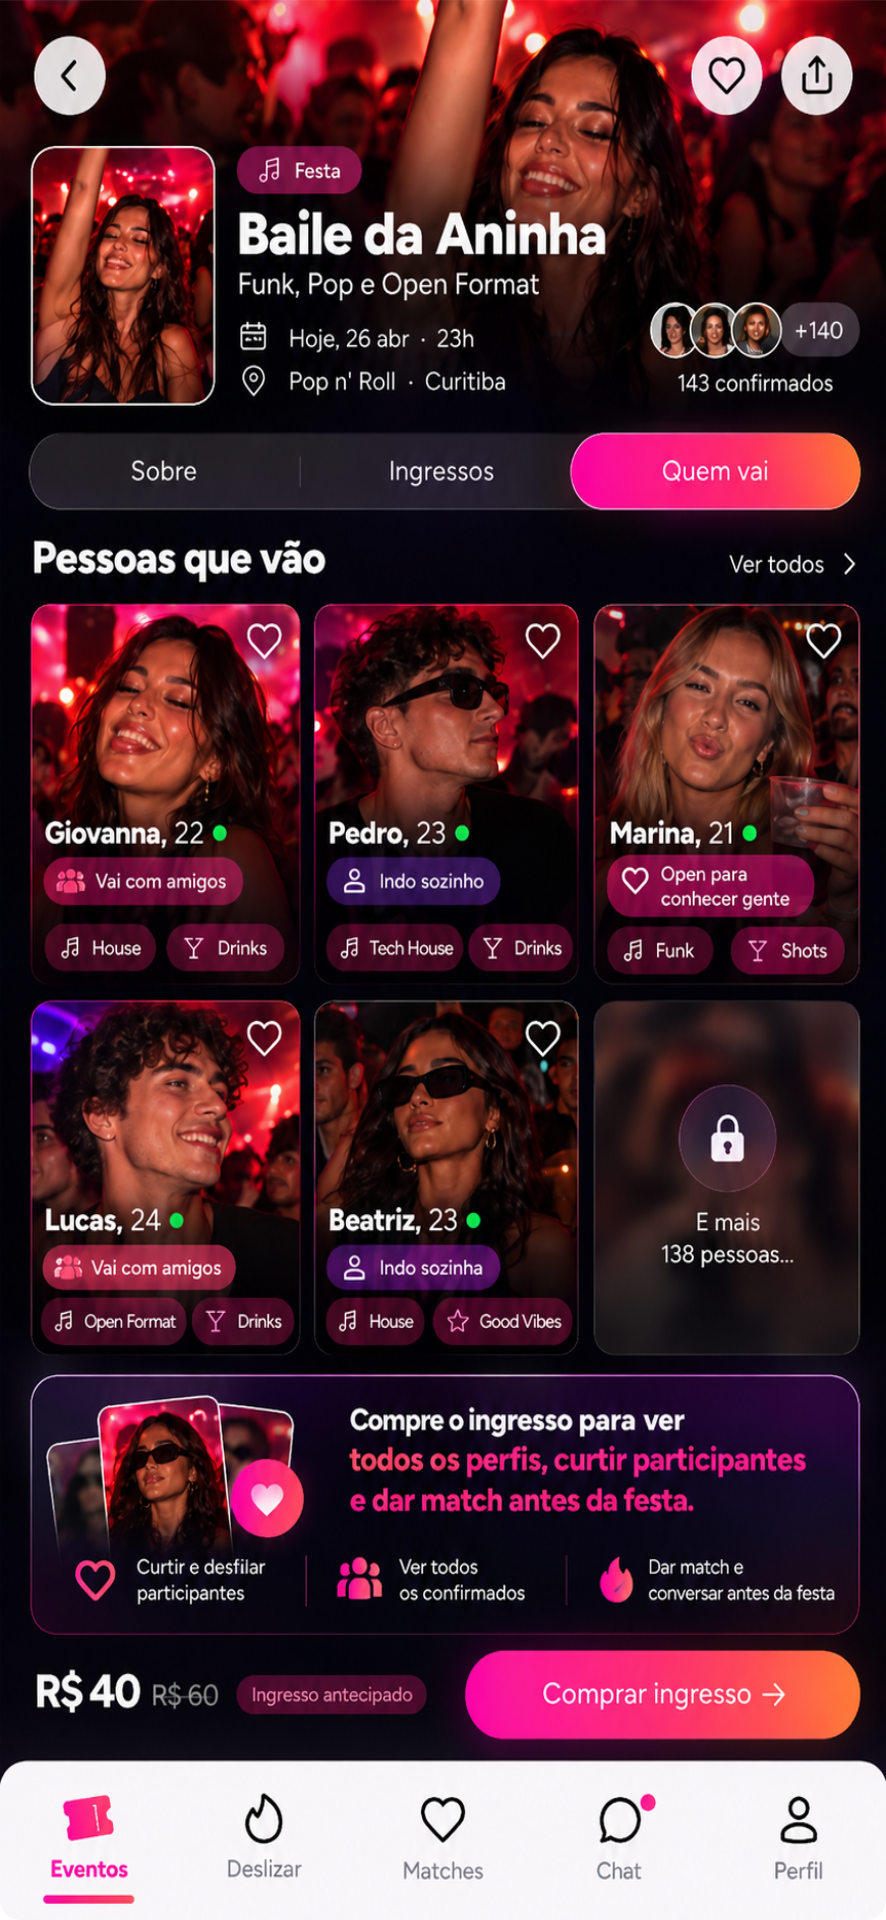 Festa
Baile da Aninha
Funk, Pop e Open Format
Hoje, 26 abr · 23h
Pop n' Roll · Curitiba
+140
143 confirmados
Sobre
Ingressos
Quem vai
Pessoas que vão
Ver todos
Giovanna, 22
Vai com amigos
House
Drinks
Pedro, 23
Indo sozinho
Tech House
Drinks
Marina, 21
Open para
conhecer gente
Funk
Shots
Lucas, 24
Vai com amigos
Open Format
Drinks
Beatriz, 23
Indo sozinha
House
Good Vibes
E mais
138 pessoas...
Compre o ingresso para ver
todos os perfis, curtir participantes
e dar match antes da festa.
Curtir e desfilar
participantes
Ver todos
os confirmados
Dar match e
conversar antes da festa
R$ 40 R$ 60
Ingresso antecipado
Comprar ingresso →
Eventos
Deslizar
Matches
Chat
Perfil